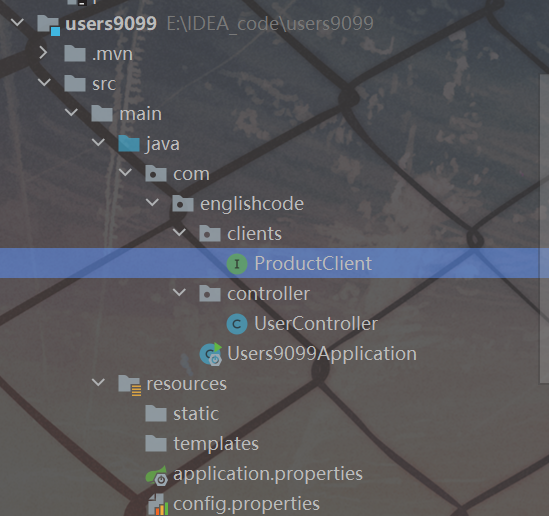 users9099 E:\IDEA_code\users9099
.mvn
src
main
java
com
englishcode
clients
I ProductClient
controller
C UserController
Users9099Application
resources
static
templates
application.properties
config.properties